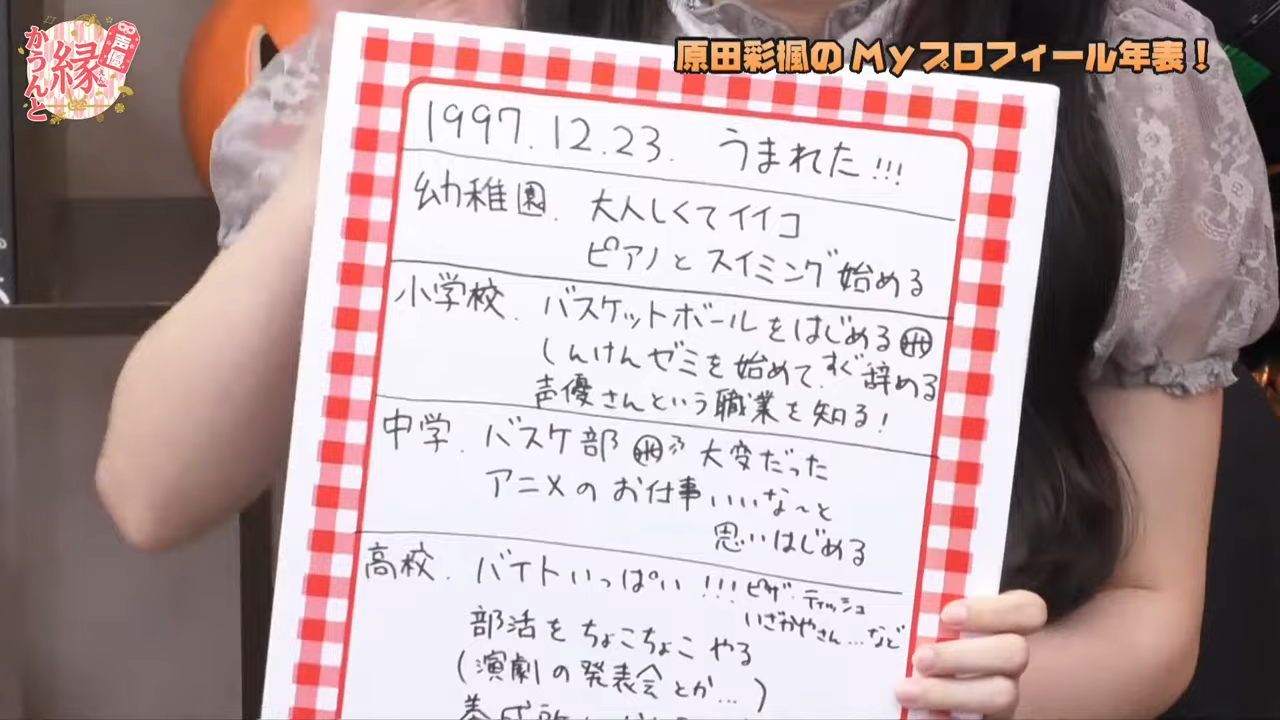 声優
縁
かうんと
原田彩楓のMyプロフィール年表！
1997.12.23. うまれた!!!
幼稚園. 大人しくてイイコ
ピアノとスイミング始める
小学校. バスケットボールをはじめる
しんけんゼミを始めて、すぐ辞める
声優さんという職業を知る!
中学. バスケ部 大変だった
アニメのお仕事いいな〜と
思いはじめる
高校. バイトいっぱい!!! ピザ・ティッシュ
いざかやさん...など
部活をちょこちょこやる
(演劇の発表会とか...)